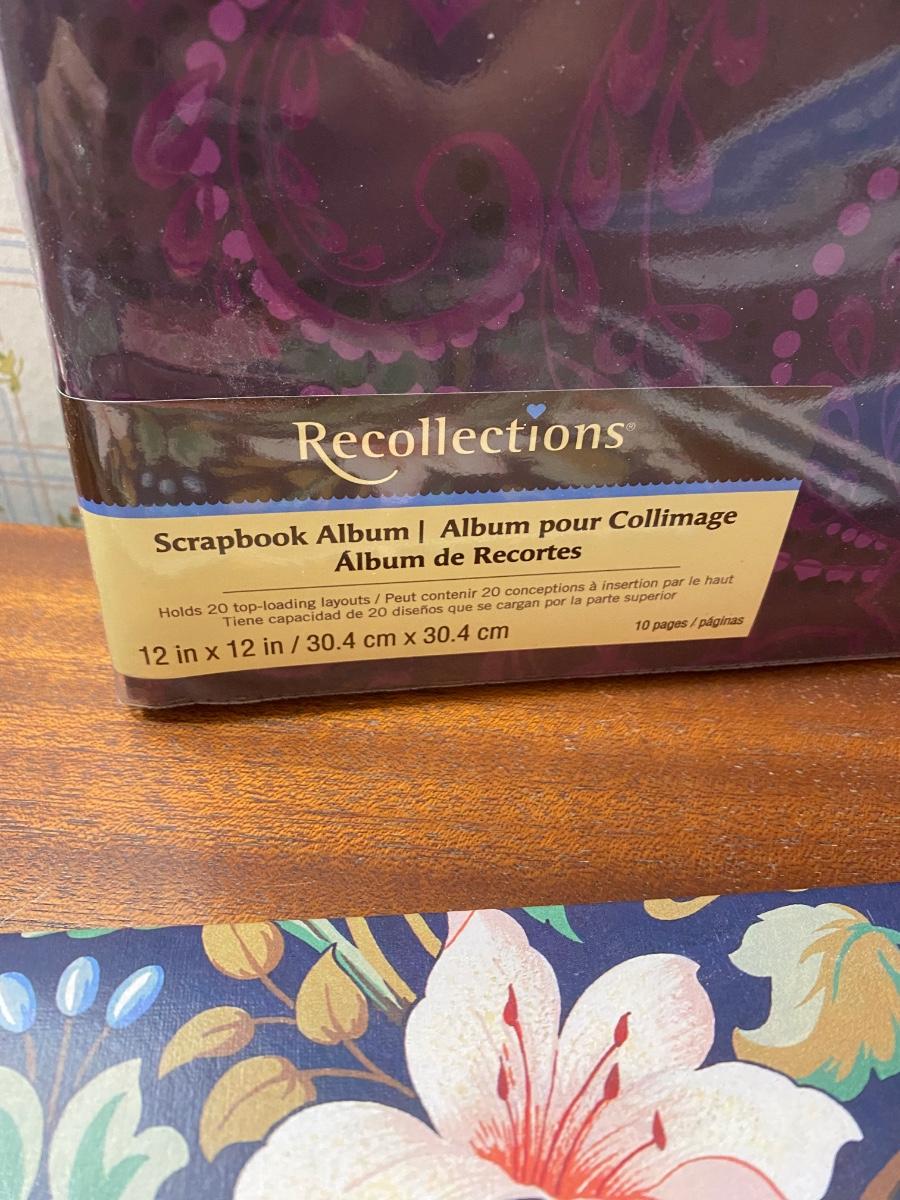 Recollections®
Scrapbook Album | Album pour Collimage
Álbum de Recortes
Holds 20 top-loading layouts / Peut contenir 20 conceptions à insertion par le haut
Tiene capacidad de 20 diseños que se cargan por la parte superior
12 in x 12 in / 30.4 cm x 30.4 cm
10 pages / páginas